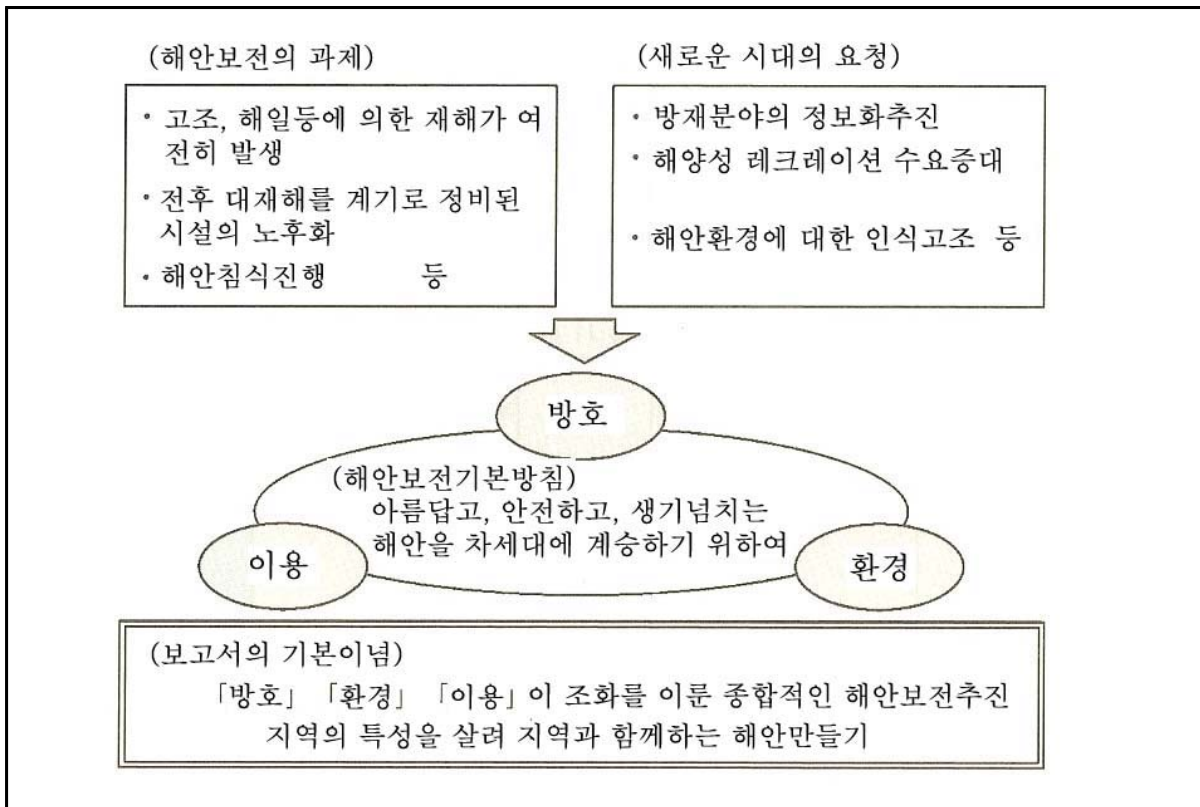 (해안보전의 과제)
• 고조, 해일등에 의한 재해가 여
전히 발생
• 전후 대재해를 계기로 정비된
시설의 노후화
• 해안침식진행 등
(새로운 시대의 요청)
• 방재분야의 정보화추진
• 해양성 레크레이션 수요증대
• 해안환경에 대한 인식고조 등
방호
(해안보전기본방침)
아름답고, 안전하고, 생기넘치는
해안을 차세대에 계승하기 위하여
이용
환경
(보고서의 기본이념)
「방호」 「환경」 「이용」이 조화를 이룬 종합적인 해안보전추진
지역의 특성을 살려 지역과 함께하는 해안만들기